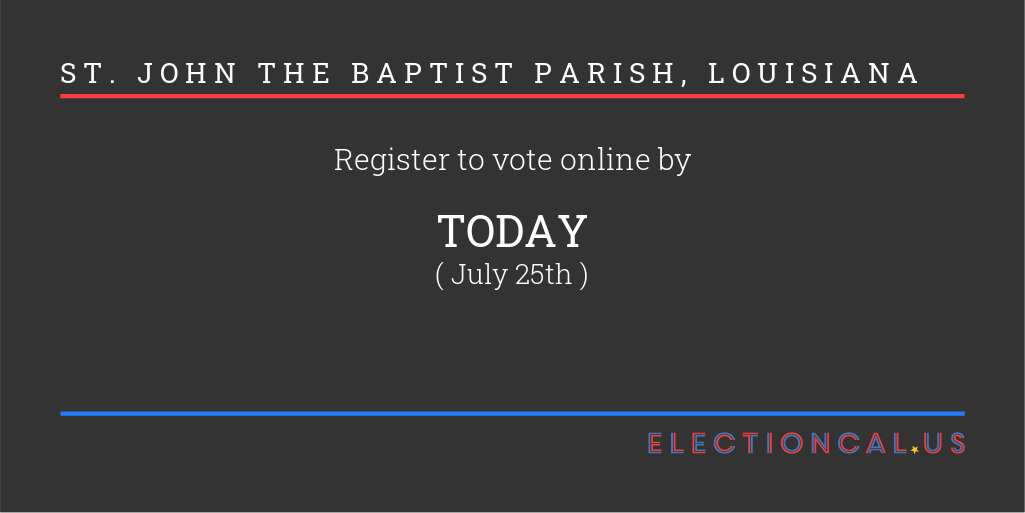 ST. JOHN THE BAPTIST PARISH, LOUISIANA
Register to vote online by
TODAY
( July 25th )
ELECTIONCAL.US